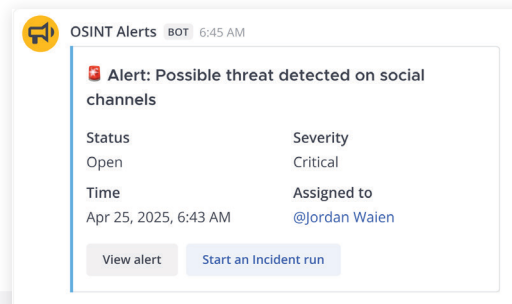 OSINT Alerts BOT 6:45 AM
🚨 Alert: Possible threat detected on social
channels
Status Severity
Open Critical
Time Assigned to
Apr 25, 2025, 6:43 AM @Jordan Waien
View alert Start an Incident run